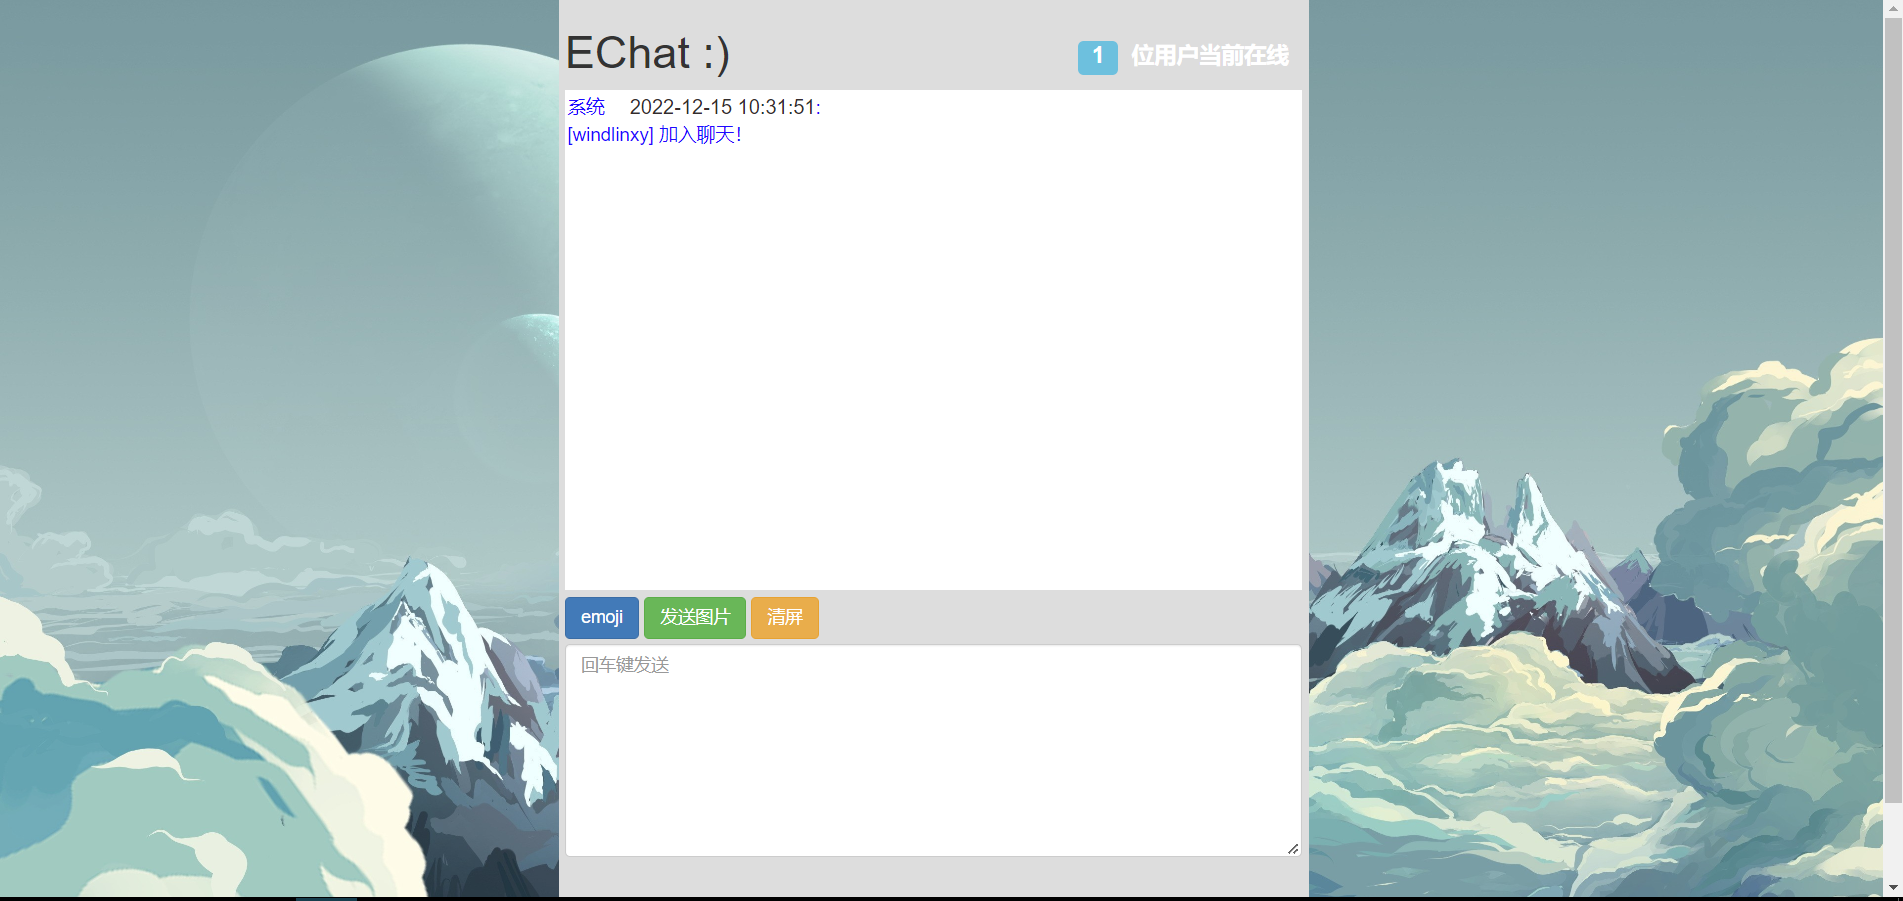 EChat :)
1 位用户当前在线
系统 2022-12-15 10:31:51:
[windlinxy] 加入聊天!
emoji 发送图片 清屏
回车键发送